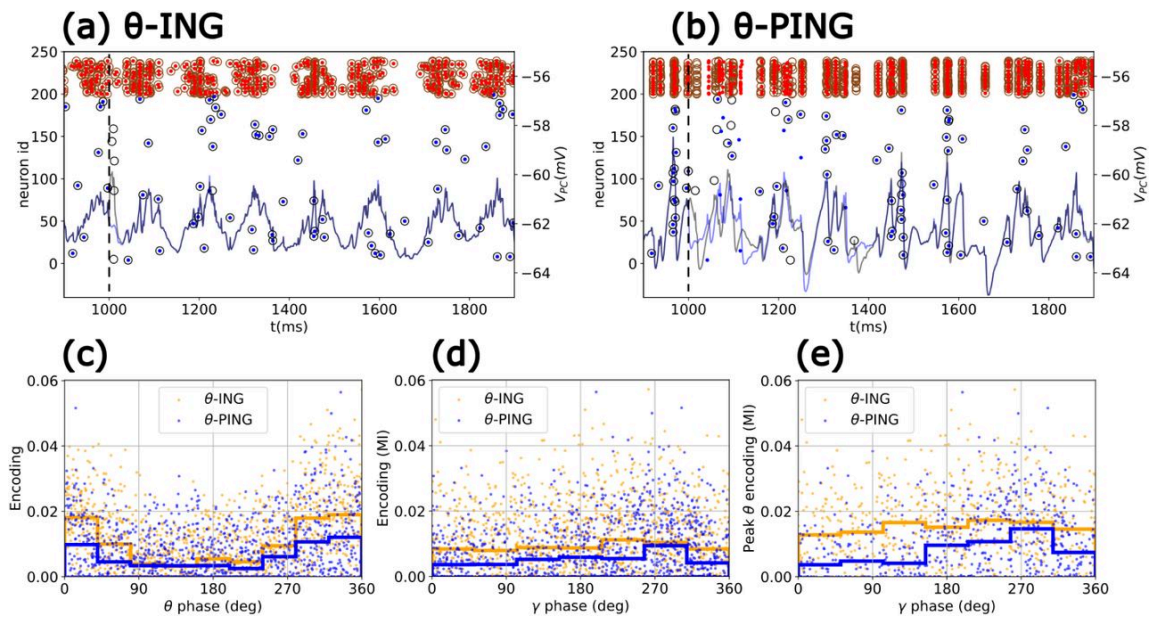 (a) θ-ING
(b) θ-PING
250
200
150
100
50
0
neuron id
−56
−58
−60
−62
−64
V_PC(mV)
1000 1200 1400 1600 1800
t(ms)
250
200
150
100
50
0
neuron id
−56
−58
−60
−62
−64
V_PC(mV)
1000 1200 1400 1600 1800
t(ms)
(c)
(d)
(e)
0.06
0.04
0.02
0.00
Encoding
θ-ING
θ-PING
0 90 180 270 360
θ phase (deg)
0.06
0.04
0.02
0.00
Encoding (MI)
θ-ING
θ-PING
0 90 180 270 360
γ phase (deg)
0.06
0.04
0.02
0.00
Peak θ encoding (MI)
θ-ING
θ-PING
0 90 180 270 360
γ phase (deg)